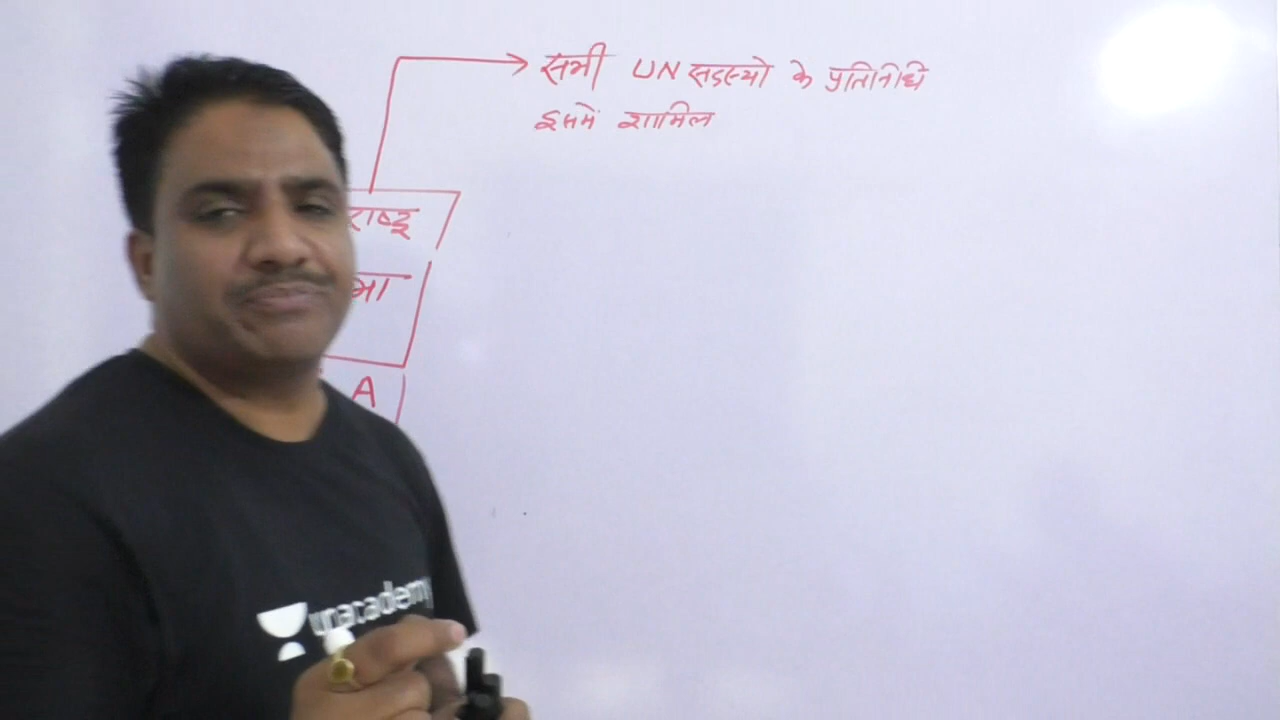 सभी UN सदस्यो के प्रतिनिधि
इसमें शामिल
राष्ट्र
भा
A
unacademy